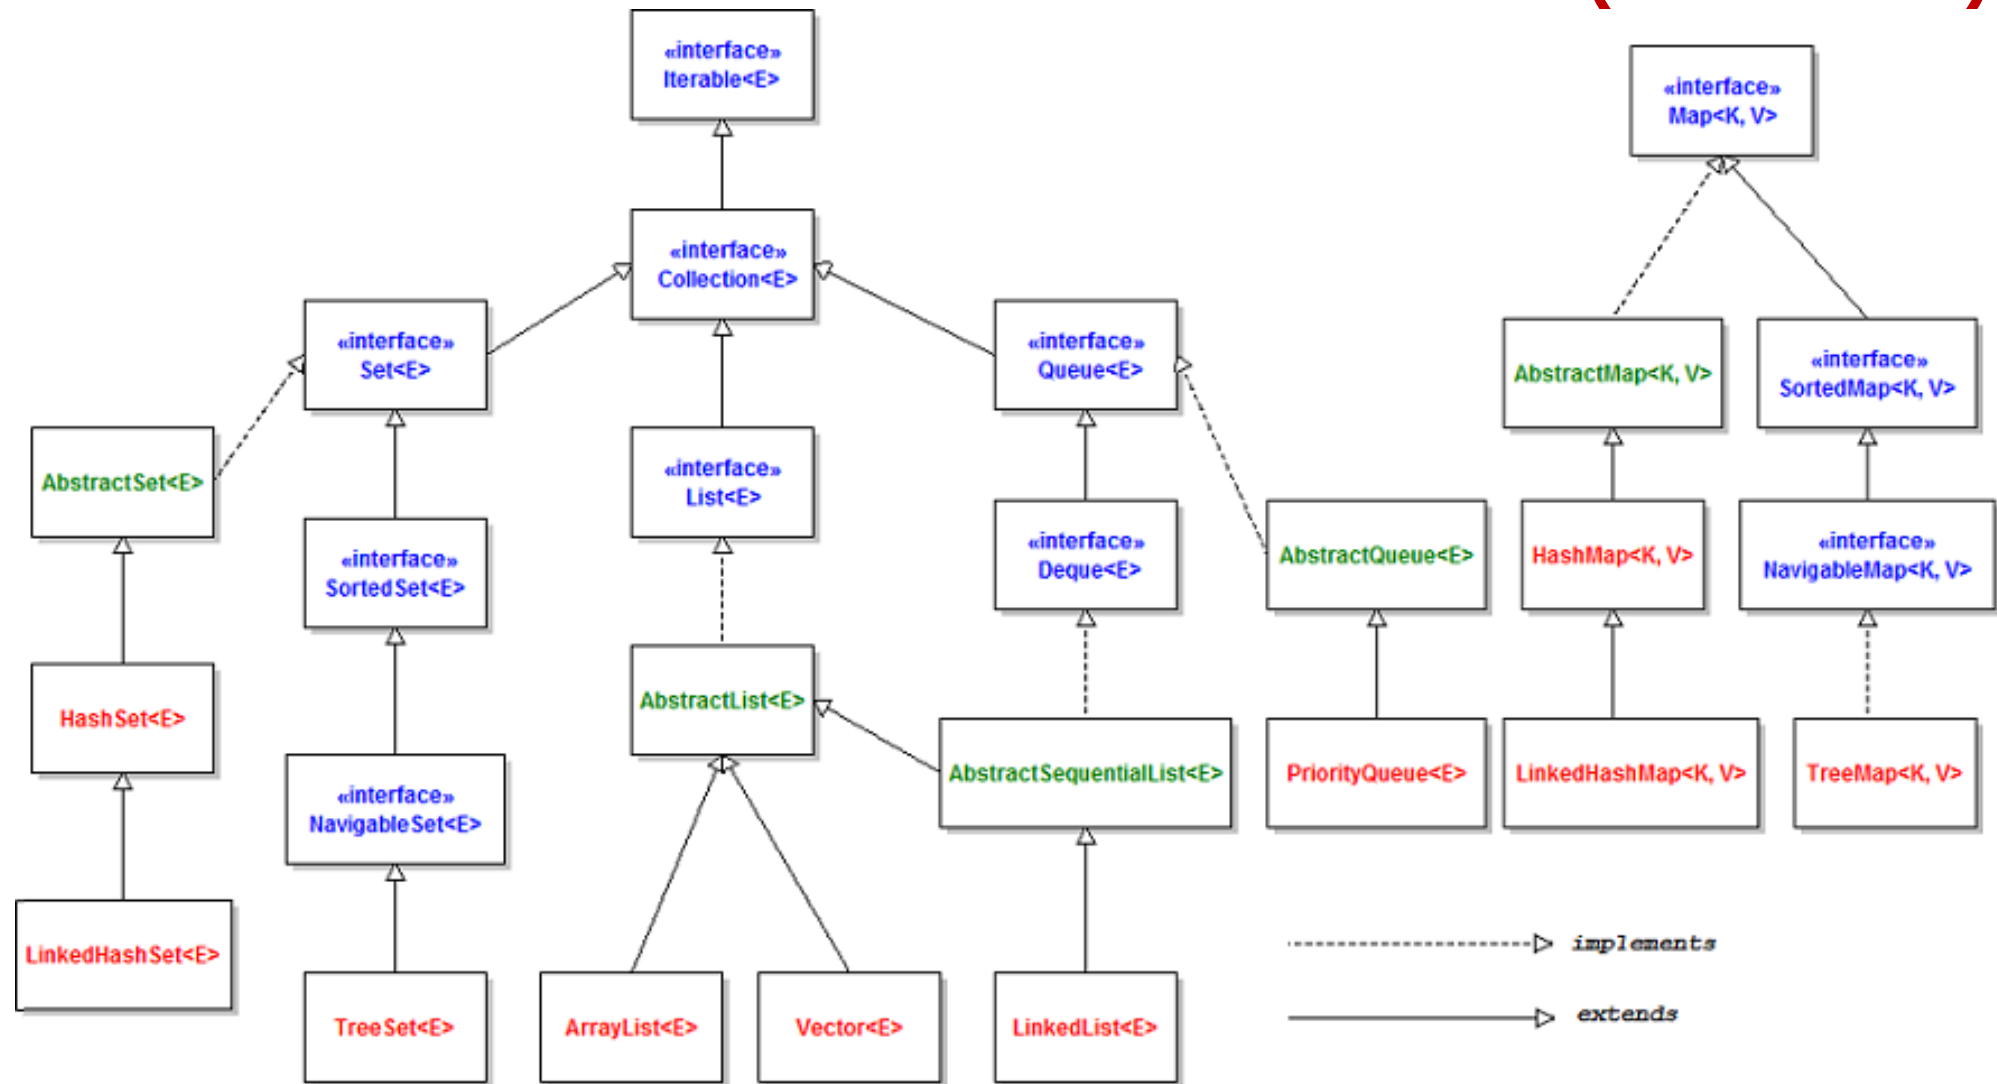 «interface»
Iterable<E>
«interface»
Map<K, V>
«interface»
Collection<E>
«interface»
Set<E>
«interface»
Queue<E>
AbstractMap<K, V>
«interface»
SortedMap<K, V>
AbstractSet<E>
«interface»
List<E>
«interface»
SortedSet<E>
«interface»
Deque<E>
AbstractQueue<E>
HashMap<K, V>
«interface»
NavigableMap<K, V>
HashSet<E>
AbstractList<E>
«interface»
NavigableSet<E>
AbstractSequentialList<E>
PriorityQueue<E>
LinkedHashMap<K, V>
TreeMap<K, V>
LinkedHashSet<E>
implements
extends
TreeSet<E>
ArrayList<E>
Vector<E>
LinkedList<E>